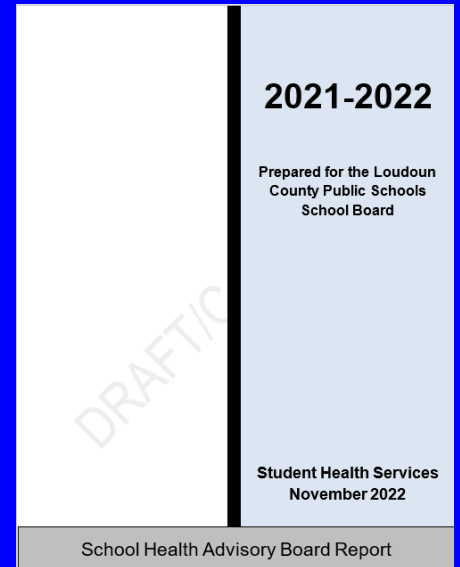 2021-2022
Prepared for the Loudoun
County Public Schools
School Board
DRAFT/C
Student Health Services
November 2022
School Health Advisory Board Report